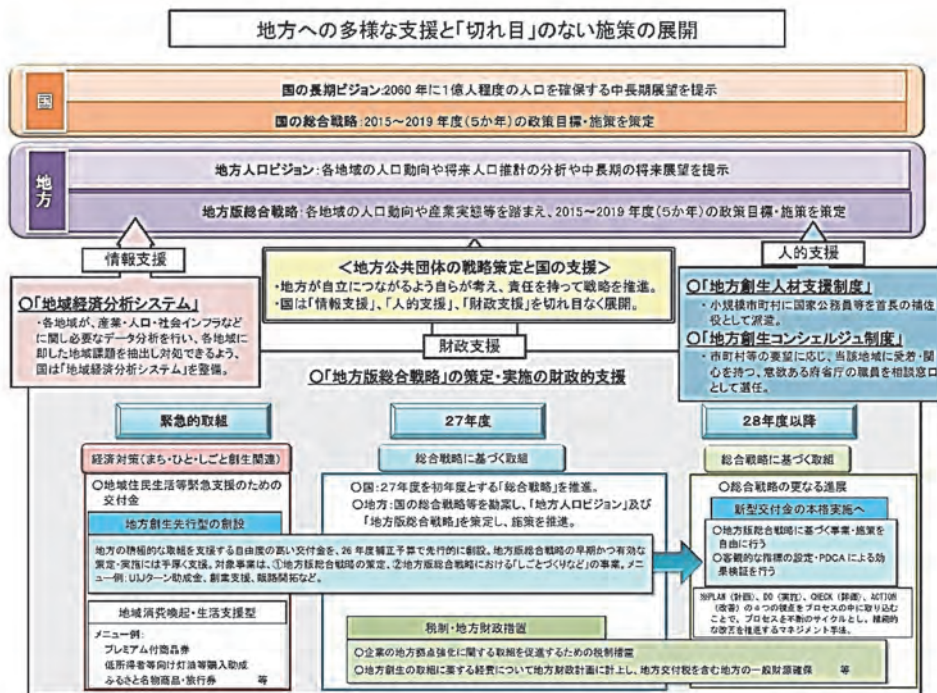 地方への多様な支援と「切れ目」のない施策の展開
国
国の長期ビジョン:2060年に1億人程度の人口を確保する中長期展望を提示
国の総合戦略:2015～2019年度(5か年)の政策目標・施策を策定
地方
地方人口ビジョン:各地域の人口動向や将来人口推計の分析や中長期の将来展望を提示
地方版総合戦略:各地域の人口動向や産業実態等を踏まえ、2015～2019年度(5か年)の政策目標・施策を策定
情報支援
○「地域経済分析システム」
・各地域が、産業・人口・社会インフラなど
に関し必要なデータ分析を行い、各地域に
即した地域課題を抽出し対処できるよう、
国は「地域経済分析システム」を整備。
<地方公共団体の戦略策定と国の支援>
・地方が自立につながるよう自らが考え、責任を持って戦略を推進。
・国は「情報支援」、「人的支援」、「財政支援」を切れ目なく展開。
人的支援
○「地方創生人材支援制度」
・小規模市町村に国家公務員等を首長の補佐
役として派遣。
○「地方創生コンシェルジュ制度」
・市町村等の要望に応じ、当該地域に愛着・関
心を持つ、意欲ある府省庁の職員を相談窓口
として選任。
財政支援
○「地方版総合戦略」の策定・実施の財政的支援
緊急的取組
経済対策(まち・ひと・しごと創生関連)
○地域住民生活等緊急支援のための
交付金
地方創生先行型の創設
地方の積極的な取組を支援する自由度の高い交付金を、26年度補正予算で先行的に創設。地方版総合戦略の早期かつ有効な
策定・実施には手厚く支援。対象事業は、①地方版総合戦略の策定、②地方版総合戦略における「しごとづくりなど」の事業。メニ
ュー例:UIJターン助成金、創業支援、販路開拓など。
地域消費喚起・生活支援型
メニュー例:
プレミアム付商品券
低所得者等向け灯油等購入助成
ふるさと名物商品・旅行券 等
27年度
総合戦略に基づく取組
○国:27年度を初年度とする「総合戦略」を推進。
○地方:国の総合戦略等を勘案し、「地方人口ビジョン」及び
「地方版総合戦略」を策定し、施策を推進。
28年度以降
総合戦略に基づく取組
○総合戦略の更なる進展
新型交付金の本格実施へ
○地方版総合戦略に基づく事業・施策を
自由に行う
○客観的な指標の設定・PDCAによる効
果検証を行う
※PLAN(計画)、DO(実施)、CHECK(評価)、ACTION
(改善)の4つの視点をプロセスの中に取り込む
ことで、プロセスを不断のサイクルとし、継続的
な改善を推進するマネジメント手法。
税制・地方財政措置
○企業の地方拠点強化に関する取組を促進するための税制措置
○地方創生の取組に要する経費について地方財政計画に計上し、地方交付税を含む地方の一般財源確保 等